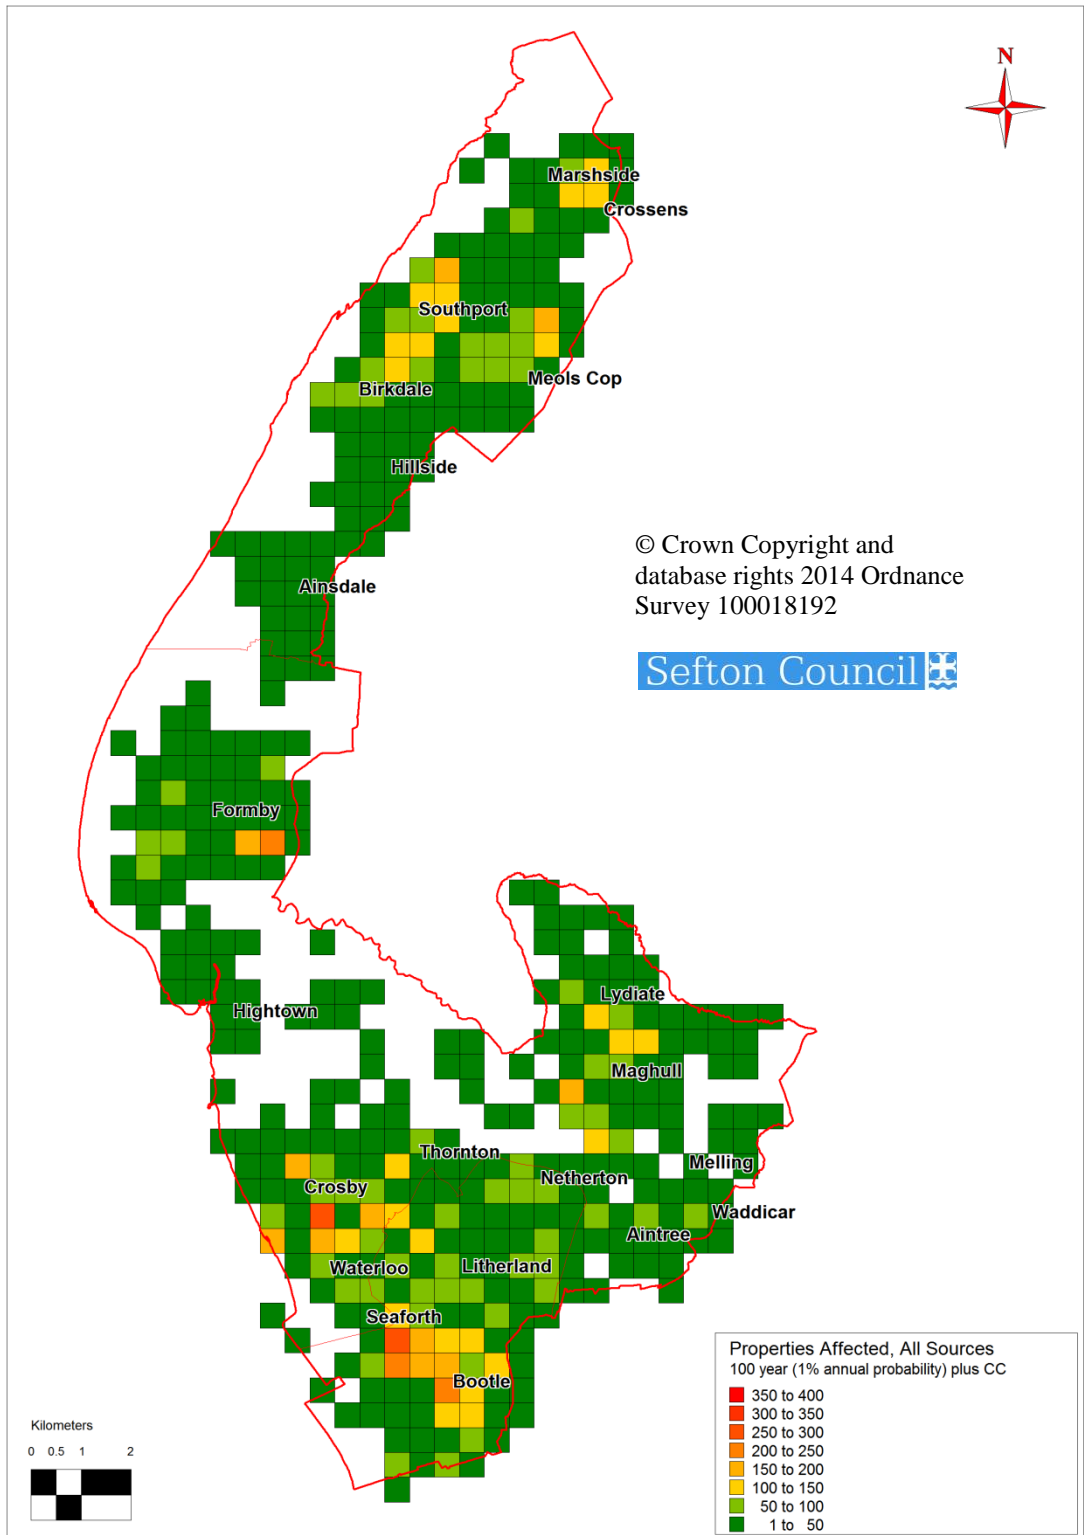 N
Marshside
Crossens
Southport
Meols Cop
Birkdale
Hillside
© Crown Copyright and
database rights 2014 Ordnance
Survey 100018192
Ainsdale
Sefton Council
Formby
Lydiate
Hightown
Maghull
Thornton
Melling
Netherton
Crosby
Waddicar
Aintree
Waterloo
Litherland
Seaforth
Bootle
Properties Affected, All Sources
100 year (1% annual probability) plus CC
350 to 400
300 to 350
250 to 300
200 to 250
150 to 200
100 to 150
50 to 100
1 to 50
Kilometers
0 0.5 1 2